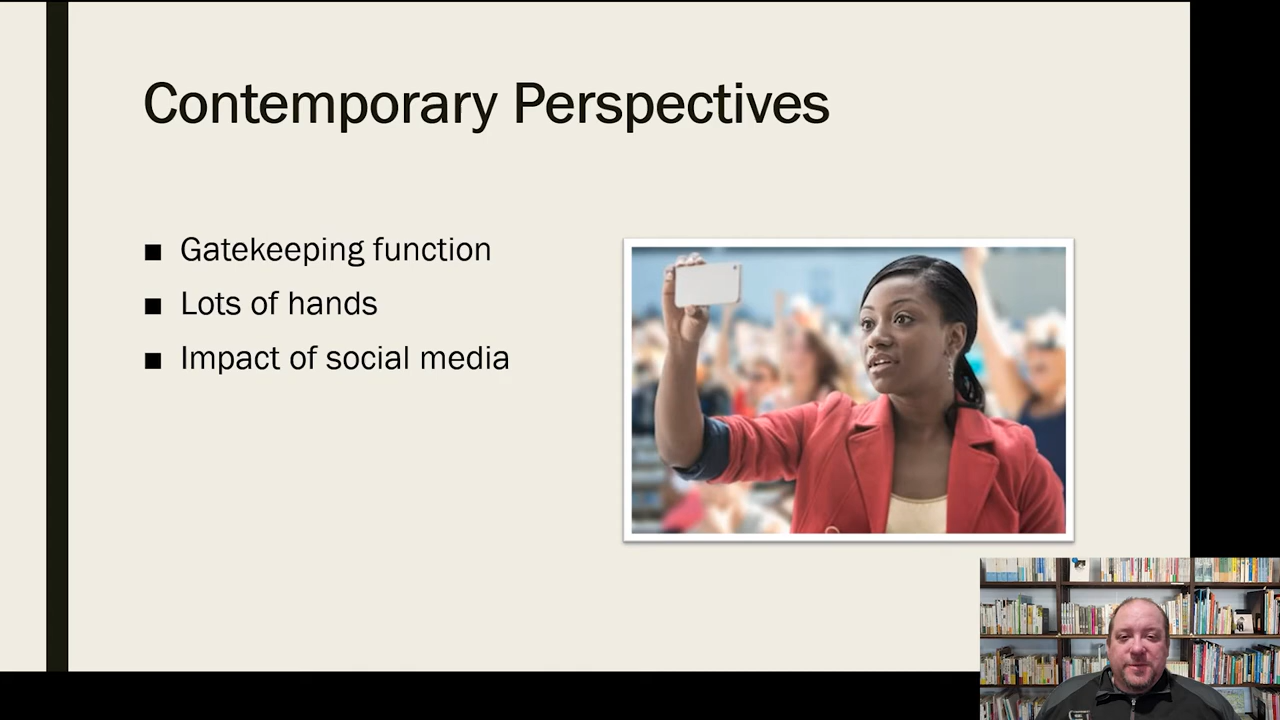 Contemporary Perspectives
■ Gatekeeping function
■ Lots of hands
■ Impact of social media